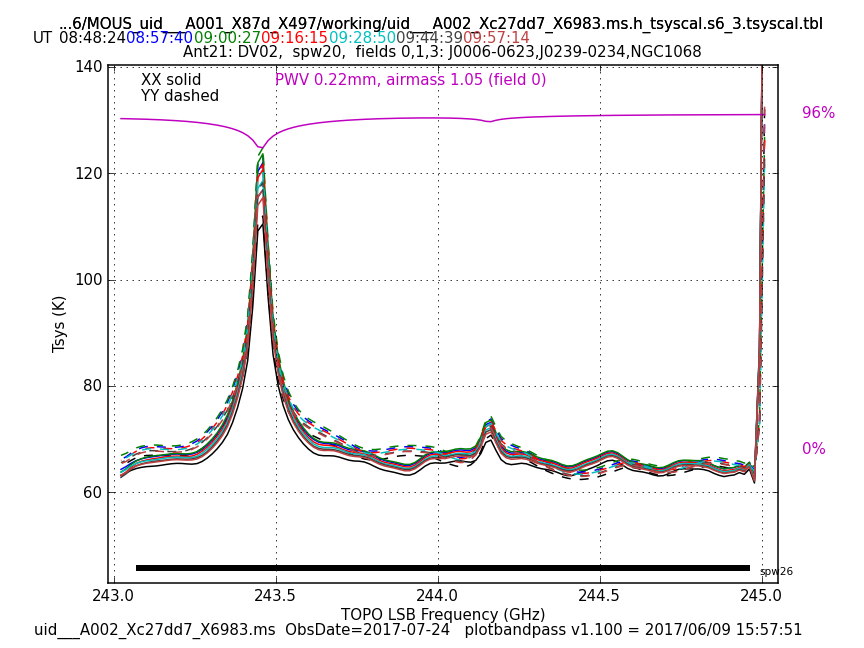 ...6/MOUS_uid___A001_X87d_X497/working/uid___A002_Xc27dd7_X6983.ms.h_tsyscal.s6_3.tsyscal.tbl
UT 08:48:24 08:57:40 09:00:27 09:16:15 09:28:50 09:44:39 09:57:14
Ant21: DV02, spw20, fields 0,1,3: J0006-0623,J0239-0234,NGC1068
140
XX solid
PWV 0.22mm, airmass 1.05 (field 0)
YY dashed
96%
120
100
Tsys (K)
80
0%
60
spw26
243.0 243.5 244.0 244.5 245.0
TOPO LSB Frequency (GHz)
uid___A002_Xc27dd7_X6983.ms ObsDate=2017-07-24 plotbandpass v1.100 = 2017/06/09 15:57:51